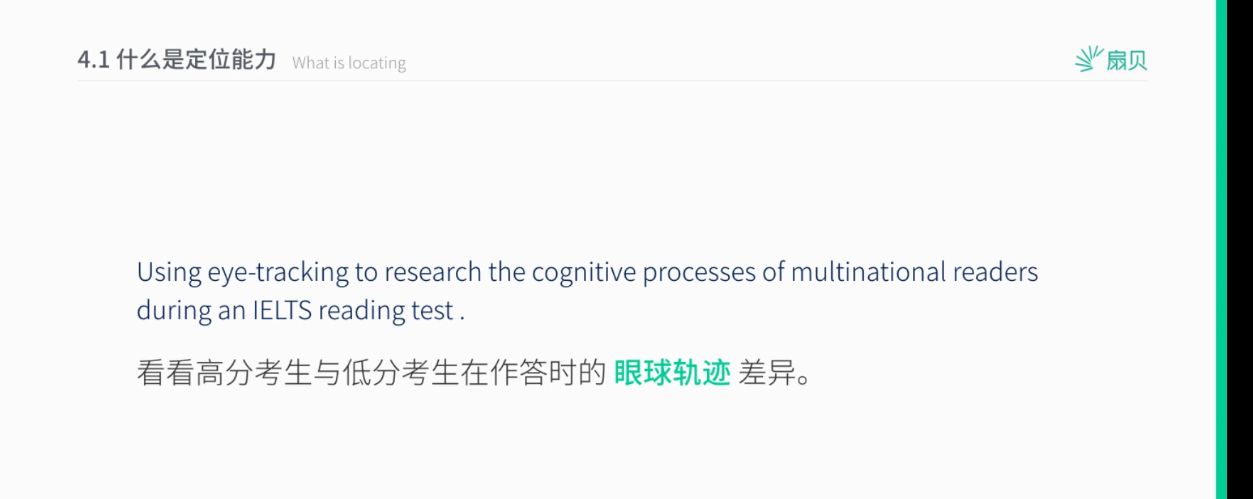 4.1 什么是定位能力 What is locating
扇贝
Using eye-tracking to research the cognitive processes of multinational readers
during an IELTS reading test .
看看高分考生与低分考生在作答时的 眼球轨迹 差异。